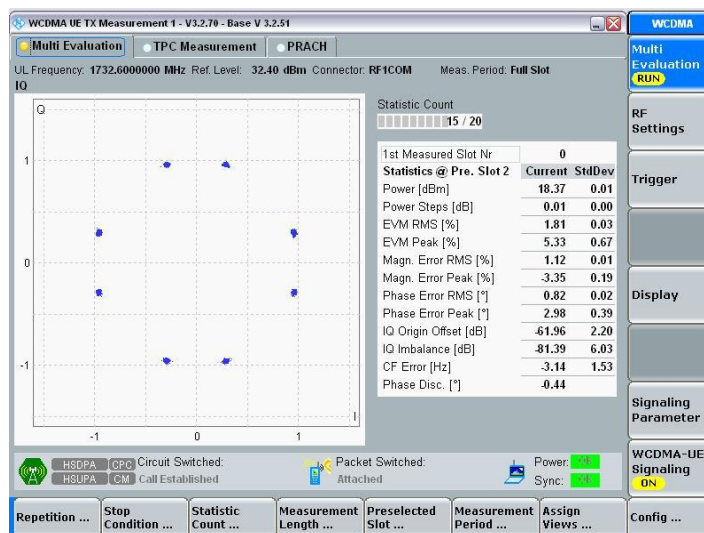 WCDMA UE TX Measurement 1 - V3.2.70 - Base V 3.2.51
WCDMA
Multi Evaluation
TPC Measurement
PRACH
Multi
Evaluation
RUN
UL Frequency: 1732.6000000 MHz Ref. Level: 32.40 dBm Connector: RF1COM Meas. Period: Full Slot
IQ
Q
1
0
-1
-1 0 1
I
Statistic Count
15 / 20
1st Measured Slot Nr 0
Statistics @ Pre. Slot 2 Current StdDev
Power [dBm] 18.37 0.01
Power Steps [dB] 0.01 0.00
EVM RMS [%] 1.81 0.03
EVM Peak [%] 5.33 0.67
Magn. Error RMS [%] 1.12 0.01
Magn. Error Peak [%] -3.35 0.19
Phase Error RMS [°] 0.82 0.02
Phase Error Peak [°] 2.98 0.39
IQ Origin Offset [dB] -61.96 2.20
IQ Imbalance [dB] -81.39 6.03
CF Error [Hz] -3.14 1.53
Phase Disc. [°] -0.44
RF
Settings
Trigger
Display
Signaling
Parameter
WCDMA-UE
Signaling
ON
HSDPA CPC Circuit Switched:
HSUPA CM Call Established
Packet Switched:
Attached
Power:
Sync:
Repetition ...
Stop
Condition ...
Statistic
Count ...
Measurement
Length ...
Preselected
Slot ...
Measurement
Period ...
Assign
Views ...
Config ...